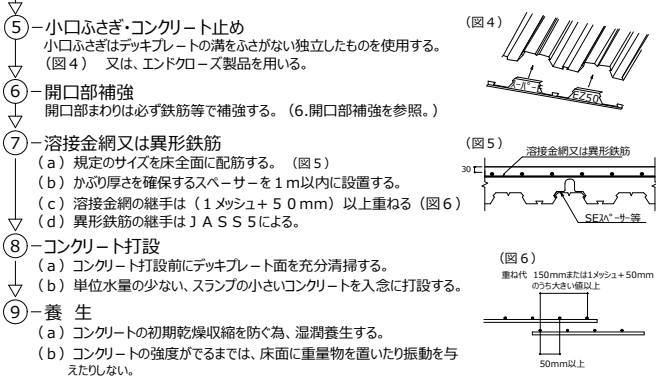 ⑤-小口ふさぎ・コンクリート止め
小口ふさぎはデッキプレートの溝をふさがない独立したものを使用する。
(図4) 又は、エンドクローズ製品を用いる。
⑥-開口部補強
開口部まわりは必ず鉄筋等で補強する。(6.開口部補強を参照。)
⑦-溶接金網又は異形鉄筋
(a) 規定のサイズを床全面に配筋する。(図5)
(b) かぶり厚さを確保するスペーサーを1m以内に設置する。
(c) 溶接金網の継手は(1メッシュ+50mm)以上重ねる(図6)
(d) 異形鉄筋の継手はJASS5による。
⑧-コンクリート打設
(a) コンクリート打設前にデッキプレート面を充分清掃する。
(b) 単位水量の少ない、スランプの小さいコンクリートを入念に打設する。
⑨-養 生
(a) コンクリートの初期乾燥収縮を防ぐ為、湿潤養生する。
(b) コンクリートの強度がでるまでは、床面に重量物を置いたり振動を与
えたりしない。
(図4)
EZ50
(図5)
溶接金網又は異形鉄筋
30
SEスペーサー等
(図6)
重ね代 150mmまたは1メッシュ+50mm
のうち大きい値以上
50mm以上